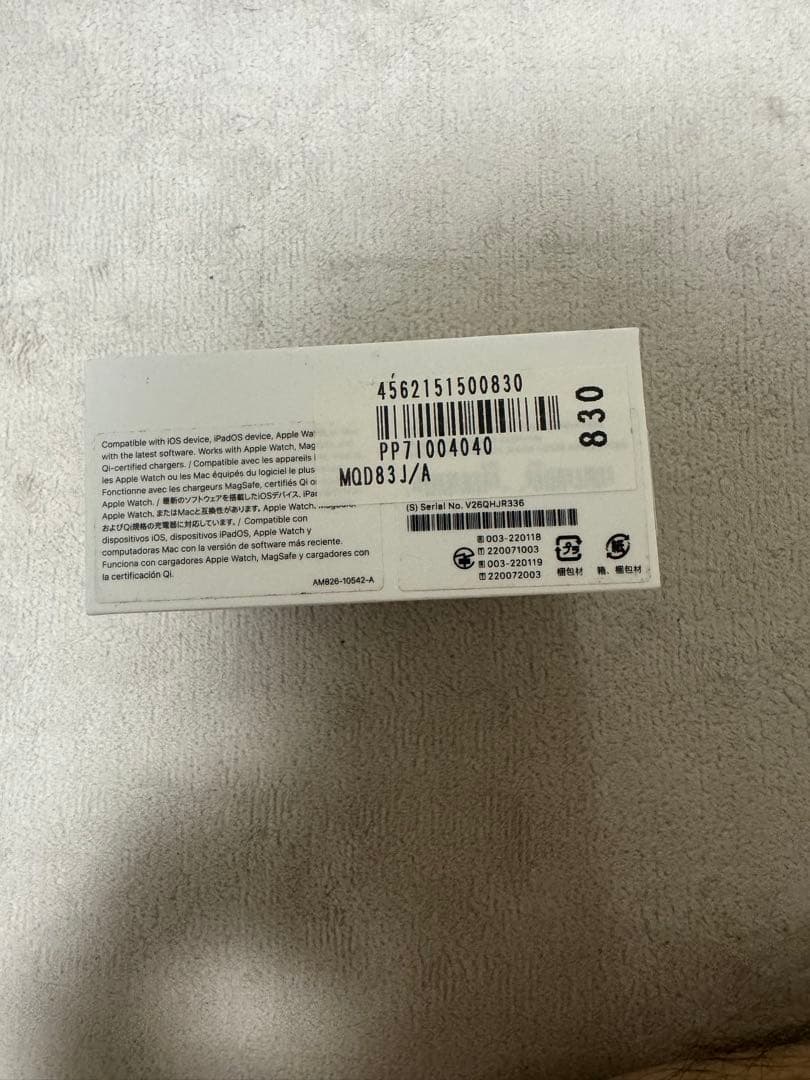 4562151500830
PP7I004040
MQD83J/A
830
Compatible with iOS device, iPadOS device, Apple Wa
with the latest software. Works with Apple Watch, Mag
Qi-certified chargers. / Compatible avec les appareils i
les Apple Watch ou les Mac équipés du logiciel le plus
Fonctionne avec les chargeurs MagSafe, certifiés Qi o
Apple Watch. / 最新のソフトウェアを搭載したiOSデバイス、iPa
Apple Watch、またはMacと互換性があります。Apple Watch、
およびQi規格の充電器に対応しています。/ Compatible con
dispositivos iOS, dispositivos iPadOS, Apple Watch y
computadoras Mac con la versión de software más reciente.
Funciona con cargadores Apple Watch, MagSafe y cargadores con
la certificación Qi.
AM826-10542-A
(S) Serial No. V26QHJR336
003-220118
220071003
003-220119
220072003
プラ
梱包材
紙
箱、梱包材